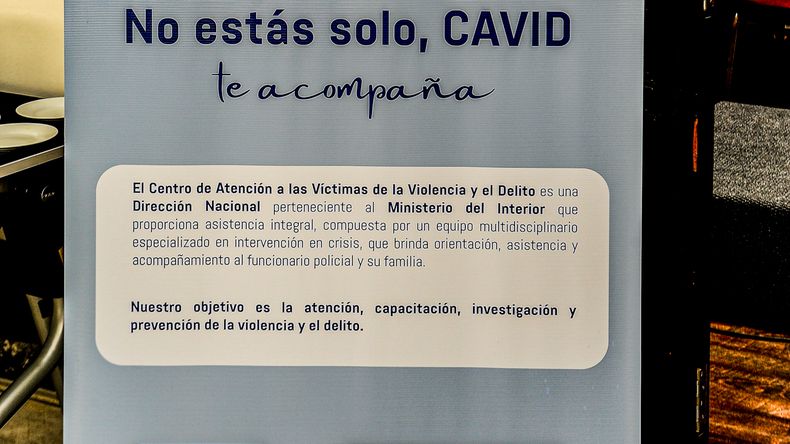 No estás solo, CAVID
te acompaña
El Centro de Atención a las Víctimas de la Violencia y el Delito es una
Dirección Nacional perteneciente al Ministerio del Interior que
proporciona asistencia integral, compuesta por un equipo multidisciplinario
especializado en intervención en crisis, que brinda orientación, asistencia y
acompañamiento al funcionario policial y su familia.
Nuestro objetivo es la atención, capacitación, investigación y
prevención de la violencia y el delito.